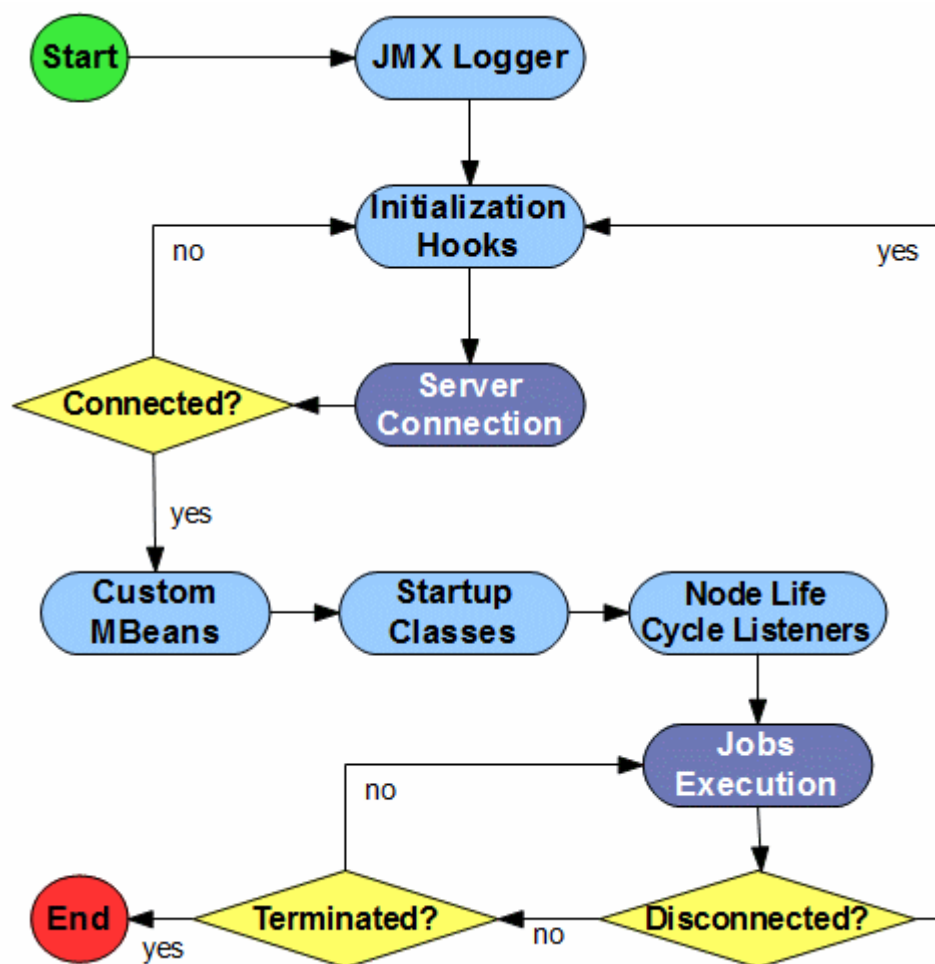 Start
JMX Logger
Initialization
Hooks
no
yes
Connected?
Server
Connection
yes
Custom
MBeans
Startup
Classes
Node Life
Cycle Listeners
Jobs
Execution
no
End
yes
Terminated?
no
Disconnected?